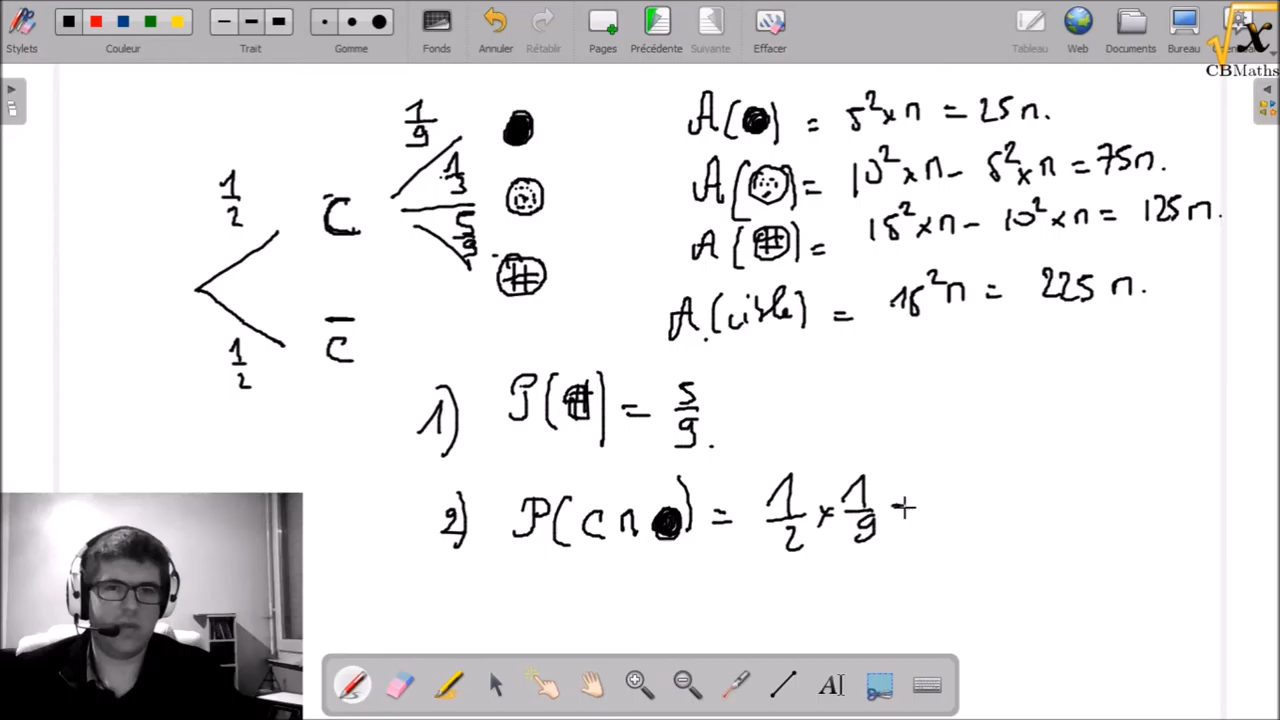 Stylets Couleur Trait Gomme Fonds Annuler Rétablir Pages Précédente Suivante Effacer Tableau Web Documents Bureau
√x
CBMaths
1/2 C 1/9 ●
1/3
5/9 #
1/2 C̅
A(●) = 5² × π = 25π.
A( ) = 10² × π - 5² × π = 75π.
A(#) = 15² × π - 10² × π = 125π.
A(cible) = 15²π = 225π.
1) P(#) = 5/9.
2) P(C ∩ ●) = 1/2 × 1/9
AI